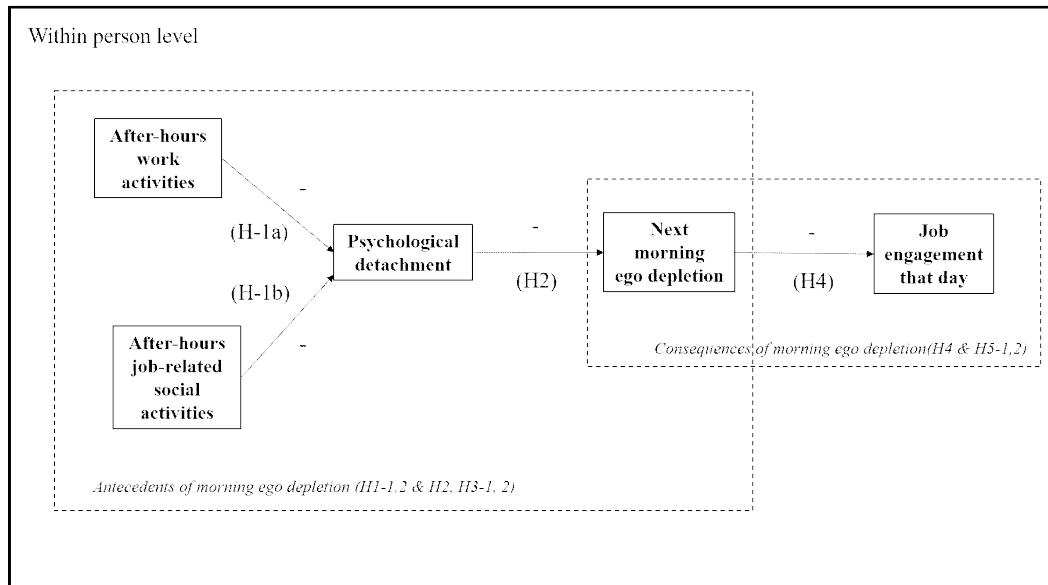 Within person level
After-hours
work
activities
-
(H-1a)
Psychological
detachment
(H-1b)
-
After-hours
job-related
social
activities
-
(H2)
Next
morning
ego depletion
-
(H4)
Job
engagement
that day
Consequences of morning ego depletion(H4 & H5-1,2)
Antecedents of morning ego depletion (H1-1,2 & H2, H3-1, 2)